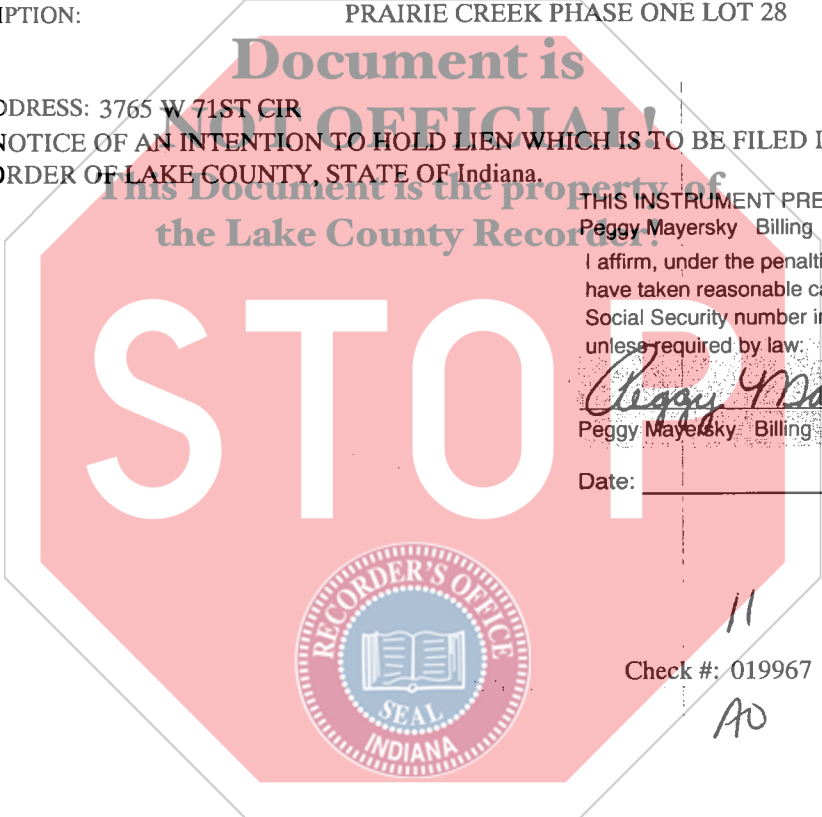 IPTION: PRAIRIE CREEK PHASE ONE LOT 28
Document is
DDRESS: 3765 W 71ST CIR
NOT OFFICIAL!
NOTICE OF AN INTENTION TO HOLD LIEN WHICH IS TO BE FILED I
ORDER OF LAKE COUNTY, STATE OF Indiana.
This Document is the property of
the Lake County Recorder!
THIS INSTRUMENT PRE
Peggy Mayersky Billing
I affirm, under the penalti
have taken reasonable ca
Social Security number in
unless required by law:
Peggy Ma
Peggy Mayersky Billing
Date:
STOP
RECORDER'S OFFICE
SEAL
INDIANA
11
Check #: 019967
AO